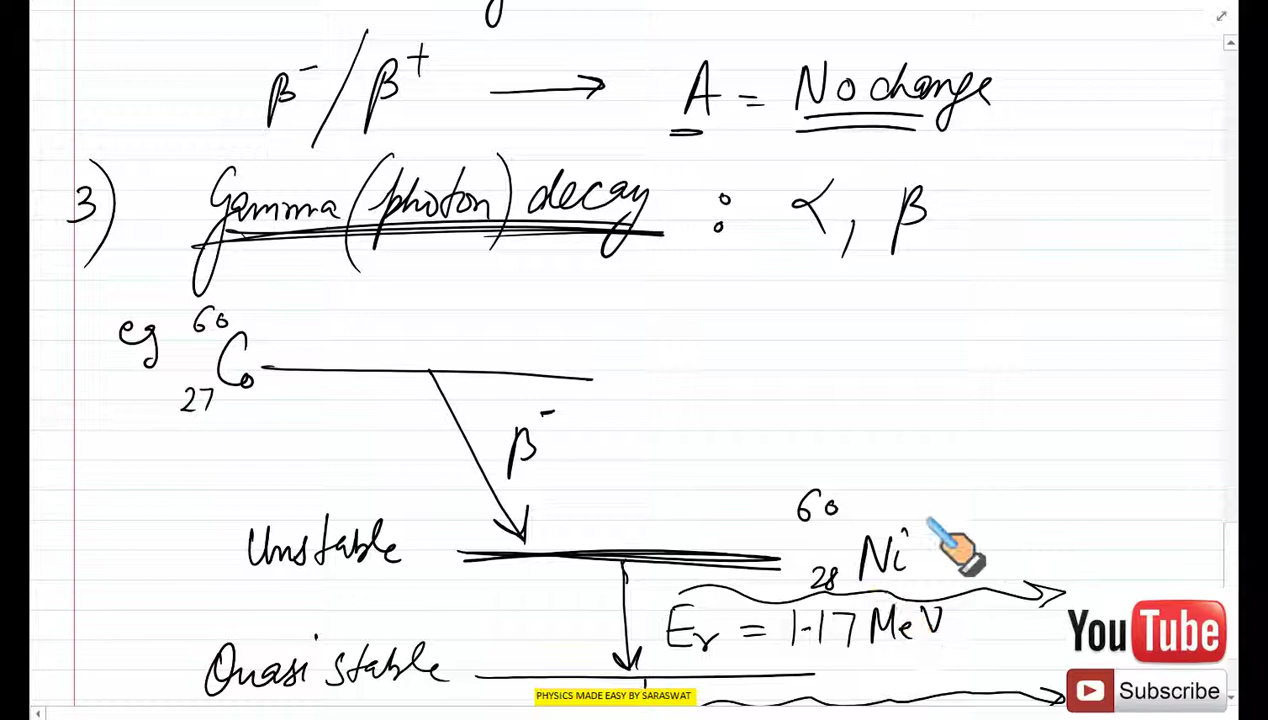 β⁻/β⁺ → A = No change
3) Gamma (photon) decay : α, β
eg ⁶⁰₂₇Co
β⁻
Unstable ⁶⁰₂₈Ni
Eγ = 1.17 MeV
Quasi stable
PHYSICS MADE EASY BY SARASWAT
YouTube
Subscribe